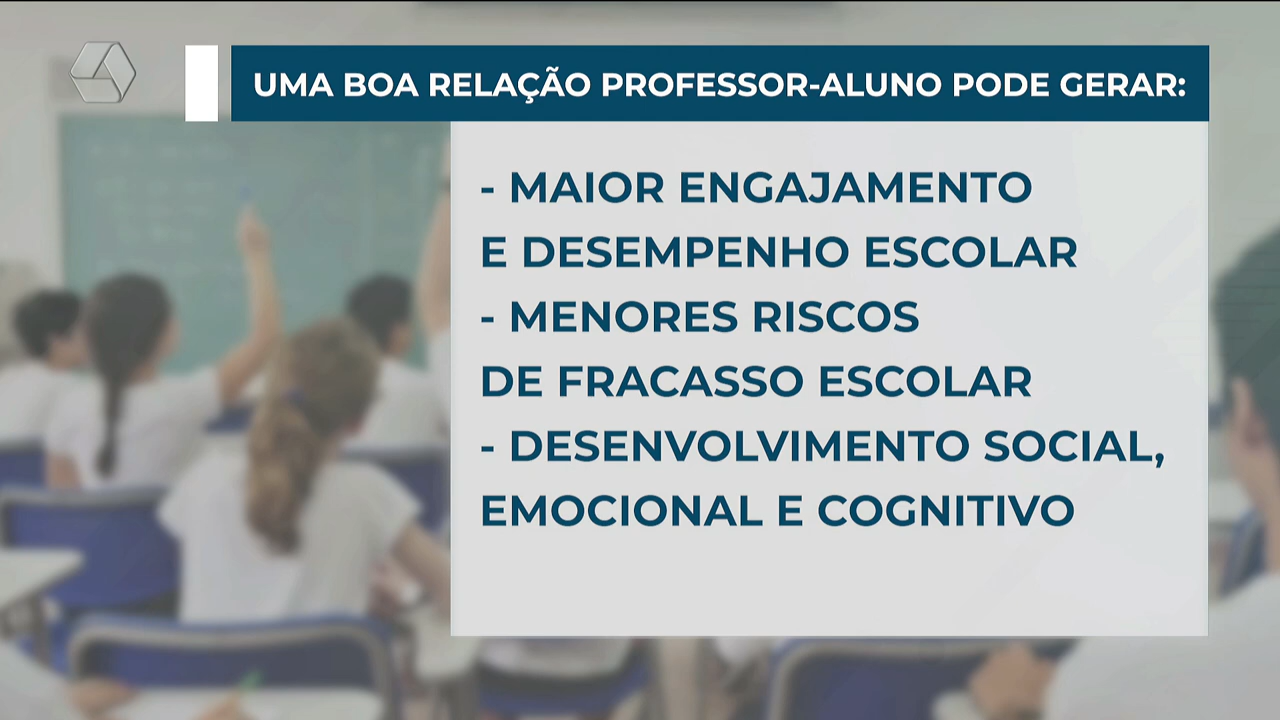 UMA BOA RELAÇÃO PROFESSOR-ALUNO PODE GERAR:
- MAIOR ENGAJAMENTO
E DESEMPENHO ESCOLAR
- MENORES RISCOS
DE FRACASSO ESCOLAR
- DESENVOLVIMENTO SOCIAL,
EMOCIONAL E COGNITIVO